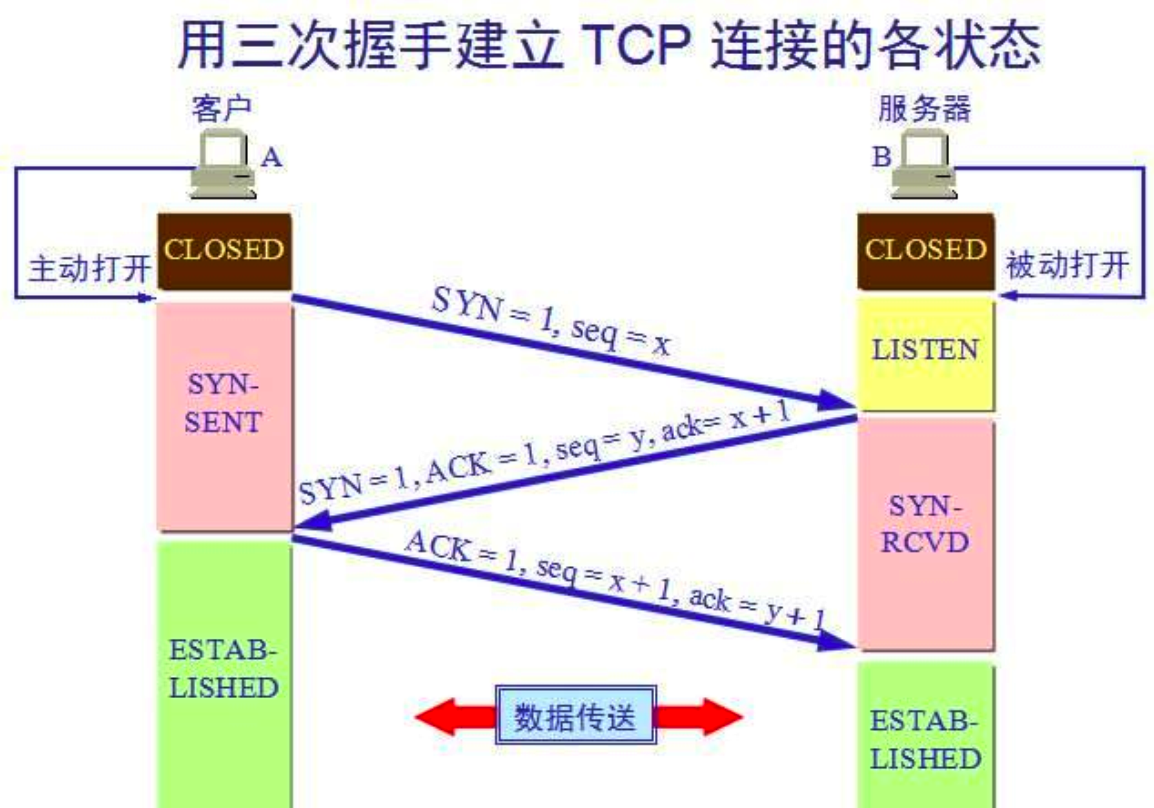 用三次握手建立 TCP 连接的各状态
客户
服务器
A
B
CLOSED
CLOSED
主动打开
被动打开
SYN = 1, seq = x
LISTEN
SYN-
SENT
SYN = 1, ACK = 1, seq = y, ack= x + 1
SYN-
RCVD
ACK = 1, seq = x + 1, ack = y + 1
ESTAB-
LISHED
数据传送
ESTAB-
LISHED